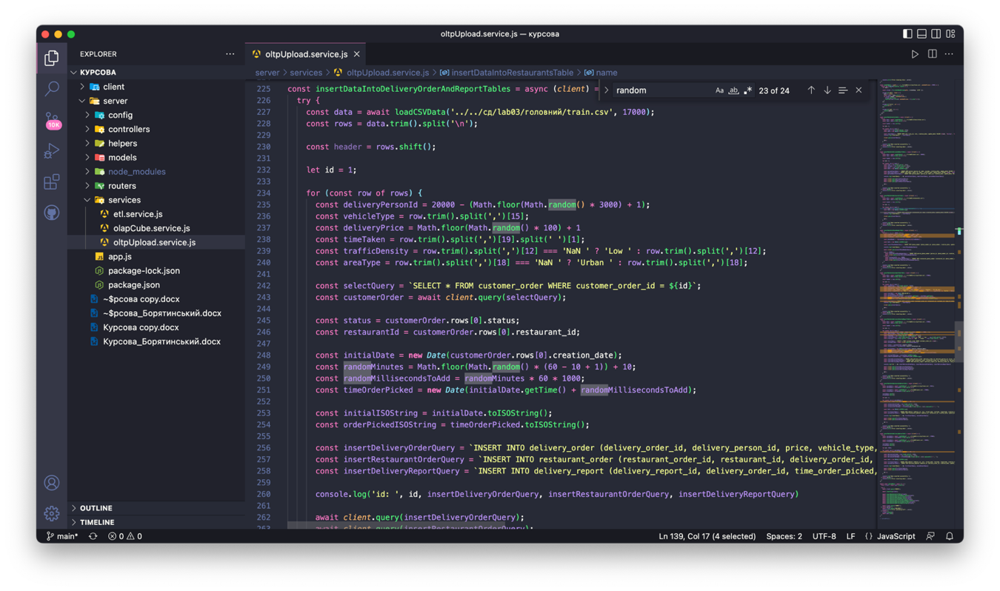 oltpUpload.service.js — курсова
EXPLORER
КУРСОВА
client
server
config
controllers
helpers
models
node_modules
routers
services
etl.service.js
olapCube.service.js
oltpUpload.service.js
app.js
package-lock.json
package.json
~$рсова copy.docx
~$рсова_Борятинський.docx
Курсова copy.docx
Курсова_Борятинський.docx
OUTLINE
TIMELINE
10K
oltpUpload.service.js
server > services > oltpUpload.service.js > insertDataIntoRestaurantsTable > name
random Aa ab .* 23 of 24
225 const insertDataIntoDeliveryOrderAndReportTables = async (client) =
226 try {
227 const data = await loadCSVData('../../сд/lab03/головний/train.csv', 17000);
228 const rows = data.trim().split('\n');
229
230 const header = rows.shift();
231
232 let id = 1;
233
234 for (const row of rows) {
235 const deliveryPersonId = 20000 - (Math.floor(Math.random() * 3000) + 1);
236 const vehicleType = row.trim().split(',')[15];
237 const deliveryPrice = Math.floor(Math.random() * 100) + 1
238 const timeTaken = row.trim().split(',')[19].split(' ')[1];
239 const trafficDensity = row.trim().split(',')[12] === 'NaN ' ? 'Low ' : row.trim().split(',')[12];
240 const areaType = row.trim().split(',')[18] === 'NaN ' ? 'Urban ' : row.trim().split(',')[18];
241
242 const selectQuery = `SELECT * FROM customer_order WHERE customer_order_id = ${id}`;
243 const customerOrder = await client.query(selectQuery);
244
245 const status = customerOrder.rows[0].status;
246 const restaurantId = customerOrder.rows[0].restaurant_id;
247
248 const initialDate = new Date(customerOrder.rows[0].creation_date);
249 const randomMinutes = Math.floor(Math.random() * (60 - 10 + 1)) + 10;
250 const randomMillisecondsToAdd = randomMinutes * 60 * 1000;
251 const timeOrderPicked = new Date(initialDate.getTime() + randomMillisecondsToAdd);
252
253 const initialISOString = initialDate.toISOString();
254 const orderPickedISOString = timeOrderPicked.toISOString();
255
256 const insertDeliveryOrderQuery = `INSERT INTO delivery_order (delivery_order_id, delivery_person_id, price, vehicle_type,
257 const insertRestaurantOrderQuery = `INSERT INTO restaurant_order (restaurant_order_id, restaurant_id, delivery_order_id,
258 const insertDeliveryReportQuery = `INSERT INTO delivery_report (delivery_report_id, delivery_order_id, time_order_picked,
259
260 console.log('id: ', id, insertDeliveryOrderQuery, insertRestaurantOrderQuery, insertDeliveryReportQuery)
261
262 await client.query(insertDeliveryOrderQuery);
263 await client.query(insertRestaurantOrderQuery);
main* 0 0 Ln 139, Col 17 (4 selected) Spaces: 2 UTF-8 LF {} JavaScript